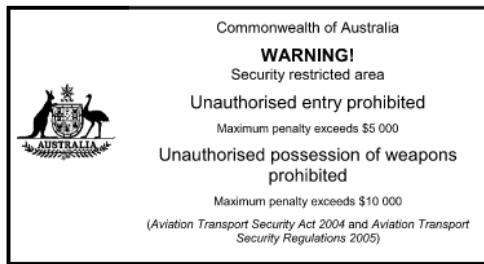 Commonwealth of Australia
WARNING!
Security restricted area
Unauthorised entry prohibited
Maximum penalty exceeds $5 000
Unauthorised possession of weapons
prohibited
Maximum penalty exceeds $10 000
(Aviation Transport Security Act 2004 and Aviation Transport
Security Regulations 2005)
AUSTRALIA